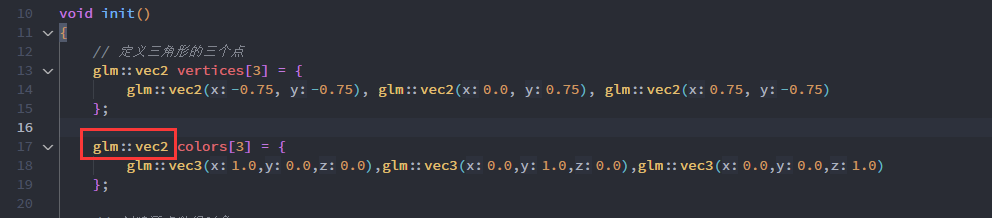 10 void init()
11 {
12 // 定义三角形的三个点
13 glm::vec2 vertices[3] = {
14 glm::vec2(x:-0.75, y:-0.75), glm::vec2(x:0.0, y:0.75), glm::vec2(x:0.75, y:-0.75)
15 };
16
17 glm::vec2 colors[3] = {
18 glm::vec3(x:1.0,y:0.0,z:0.0),glm::vec3(x:0.0,y:1.0,z:0.0),glm::vec3(x:0.0,y:0.0,z:1.0)
19 };
20